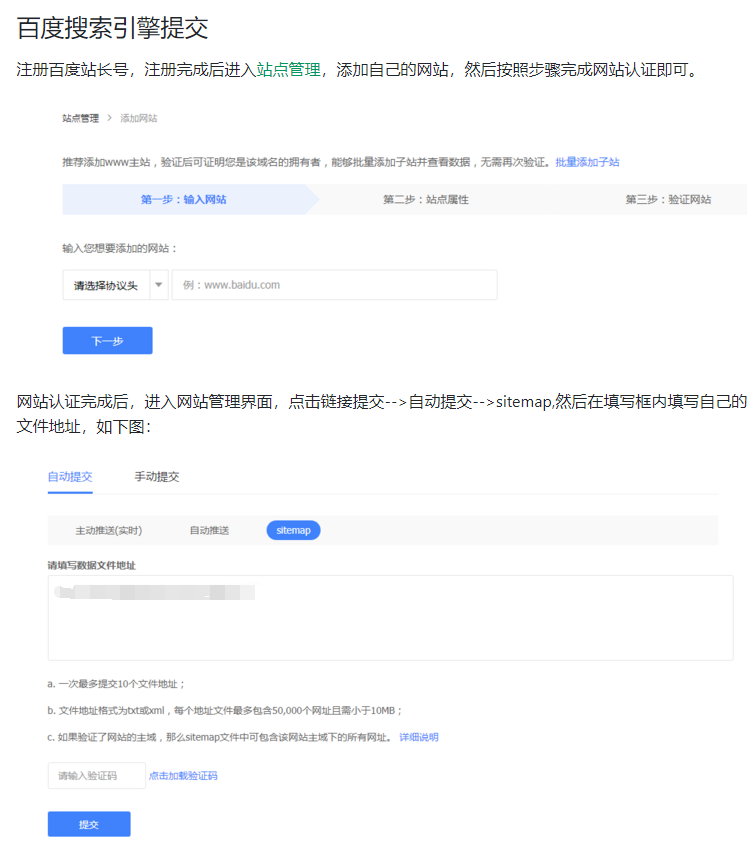 百度搜索引擎提交
注册百度站长号，注册完成后进入站点管理，添加自己的网站，然后按照步骤完成网站认证即可。
站点管理 > 添加网站
推荐添加www主站，验证后可证明您是该域名的拥有者，能够批量添加子站并查看数据，无需再次验证。批量添加子站
第一步：输入网站 第二步：站点属性 第三步：验证网站
输入您想要添加的网站：
请选择协议头 例：www.baidu.com
下一步
网站认证完成后，进入网站管理界面，点击链接提交-->自动提交-->sitemap,然后在填写框内填写自己的
文件地址，如下图：
自动提交 手动提交
主动推送(实时) 自动推送 sitemap
请填写数据文件地址
a. 一次最多提交10个文件地址；
b. 文件地址格式为txt或xml，每个地址文件最多包含50,000个网址且需小于10MB；
c. 如果验证了网站的主域，那么sitemap文件中可包含该网站主域下的所有网址。 详细说明
请输入验证码 点击加载验证码
提交